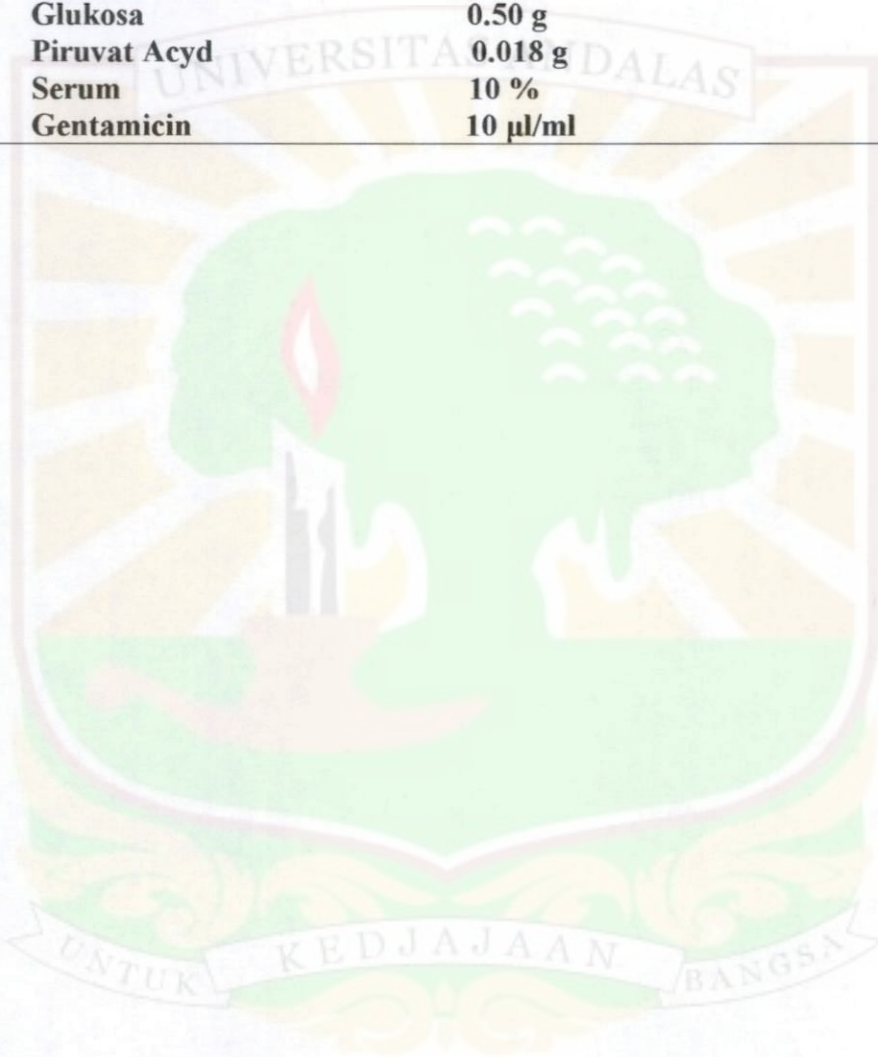 Glukosa 0.50 g
Piruvat Acyd 0.018 g
UNIVERSITAS ANDALAS
Serum 10 %
Gentamicin 10 µl/ml
UNTUK KEDJAJAAN BANGSA